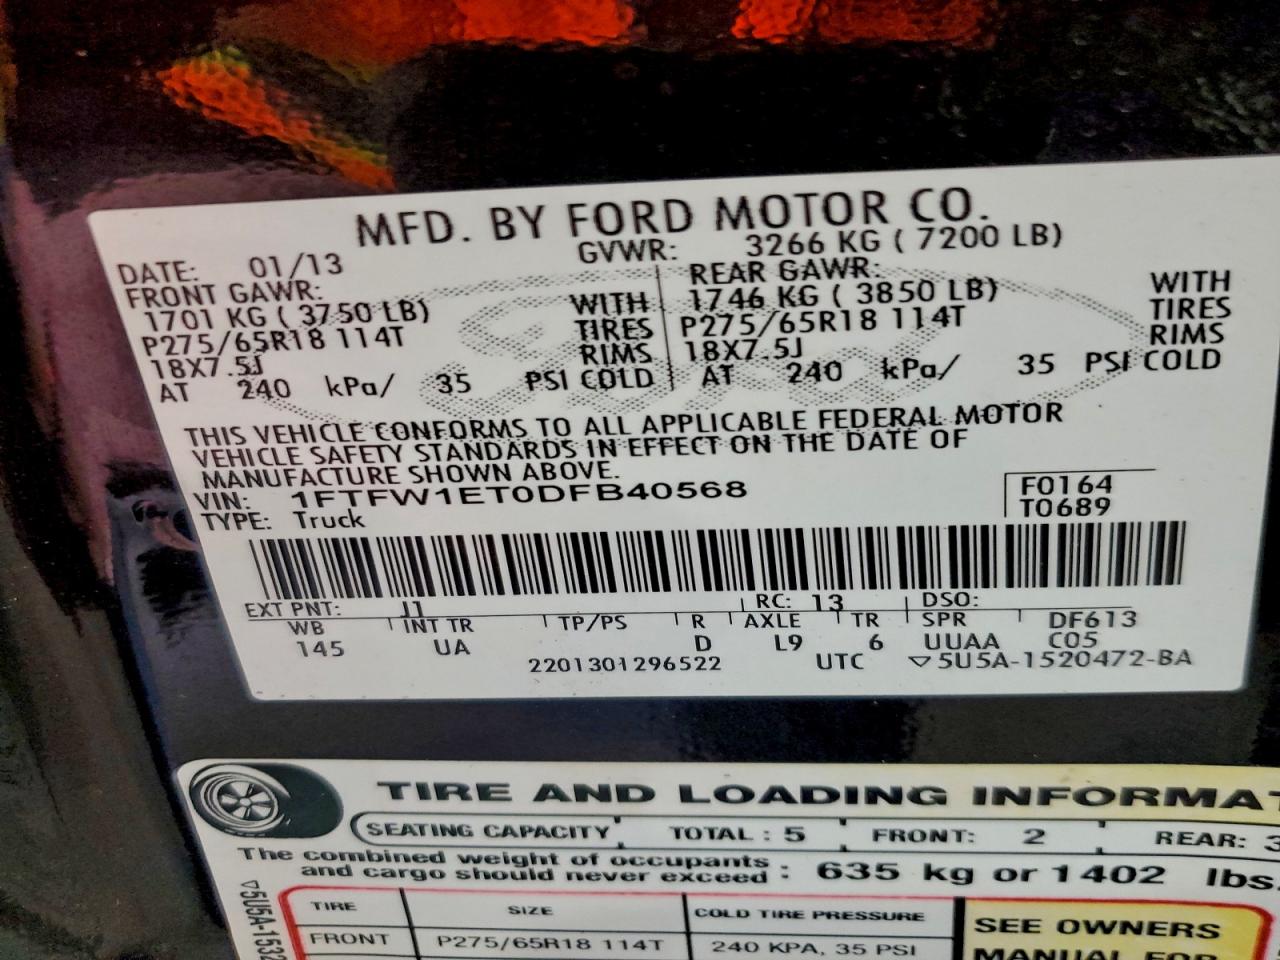 MFD. BY FORD MOTOR CO.
DATE: 01/13 GVWR: 3266 KG ( 7200 LB)
FRONT GAWR: REAR GAWR:
1701 KG ( 3750 LB) WITH 1746 KG ( 3850 LB) WITH
P275/65R18 114T TIRES P275/65R18 114T TIRES
18X7.5J RIMS 18X7.5J RIMS
AT 240 kPa/ 35 PSI COLD AT 240 kPa/ 35 PSI COLD
THIS VEHICLE CONFORMS TO ALL APPLICABLE FEDERAL MOTOR
VEHICLE SAFETY STANDARDS IN EFFECT ON THE DATE OF
MANUFACTURE SHOWN ABOVE.
VIN: 1FTFW1ET0DFB40568 F0164
TYPE: Truck T0689
EXT PNT: J1 RC: 13 DSO:
WB INT TR TP/PS R AXLE TR SPR DF613
145 UA D L9 6 UUAA C05
2201301296522 UTC ▽5U5A-1520472-BA
TIRE AND LOADING INFORMAT
SEATING CAPACITY TOTAL : 5 FRONT: 2 REAR: 3
The combined weight of occupants
and cargo should never exceed : 635 kg or 1402 lbs.
▽5U5A-1532
TIRE SIZE COLD TIRE PRESSURE SEE OWNERS
FRONT P275/65R18 114T 240 KPA, 35 PSI MANUAL FOR